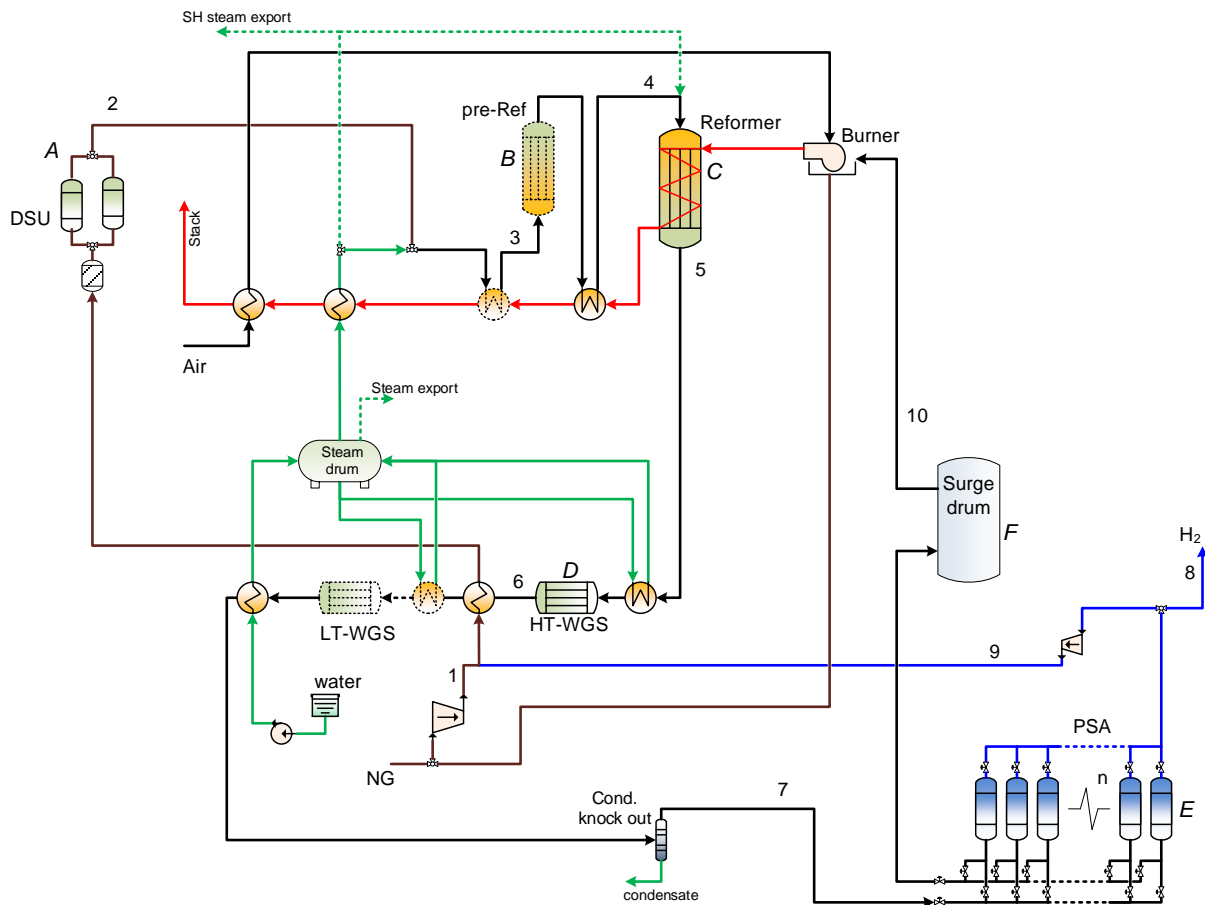 SH steam export
4
2
pre-Ref
Reformer
Burner
A
B
C
DSU
Stack
3
5
Air
Steam export
10
Steam
drum
Surge
drum
F
H2
8
6
D
LT-WGS
HT-WGS
9
1
water
PSA
NG
n
7
E
Cond.
knock out
condensate